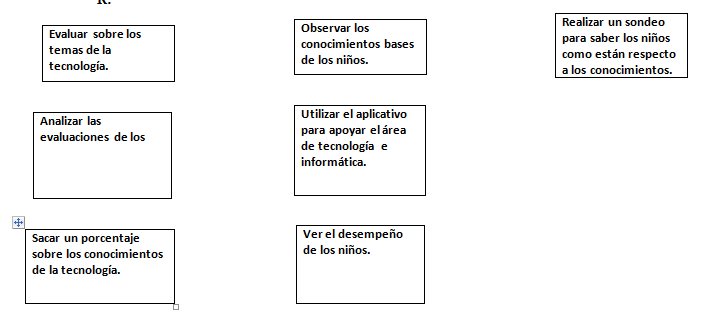 R.
Evaluar sobre los
temas de la
tecnología.
Observar los
conocimientos bases
de los niños.
Realizar un sondeo
para saber los niños
como están respecto
a los conocimientos.
Analizar las
evaluaciones de los
Utilizar el aplicativo
para apoyar el área
de tecnología e
informática.
Sacar un porcentaje
sobre los conocimientos
de la tecnología.
Ver el desempeño
de los niños.